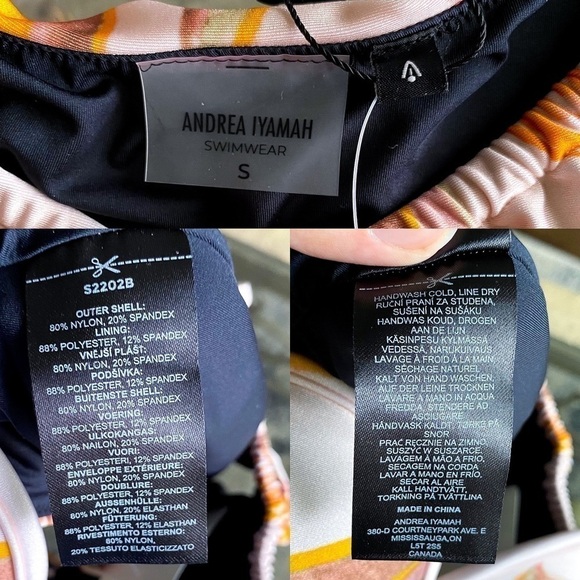 ANDREA IYAMAH
SWIMWEAR
S
A
S2202B
OUTER SHELL:
80% NYLON, 20% SPANDEX
LINING:
88% POLYESTER, 12% SPANDEX
VNĚJŠÍ PLÁŠT:
80% NYLON, 20% SPANDEX
PODŠÍVKA:
88% POLYESTER, 12% SPANDEX
BUITENSTE SHELL:
80% NYLON, 20% SPANDEX
VOERING:
88% POLYESTER, 12% SPANDEX
ULKOKANGAS:
80% NAILON, 20% SPANDEX
VUORI:
88% POLYESTER, 12% SPANDEX
ENVELOPPE EXTÉRIEURE:
80% NYLON, 20% SPANDEX
DOUBLURE:
88% POLYESTER, 12% SPANDEX
AUSSENHÜLLE:
80% NYLON, 20% ELASTHAN
FÜTTERUNG:
88% POLYESTER, 12% ELASTHAN
RIVESTIMENTO ESTERNO:
80% NYLON,
20% TESSUTO ELASTICIZZATO
HANDWASH COLD, LINE DRY
RUČNÍ PRANÍ ZA STUDENA,
SUŠENÍ NA SUŠÁKU
HANDWAS KOUD, DROGEN
AAN DE LIJN
KÄSINPESU KYLMÄSSÄ
VEDESSÄ, NARUKUIVAUS
LAVAGE À FROID À LA MAIN,
SÉCHAGE NATUREL
KALT VON HAND WASCHEN,
AUF DER LEINE TROCKNEN
LAVARE A MANO IN ACQUA
FREDDA, STENDERE AD
ASCIUGARE
HÅNDVASK KALDT, TØRKE PÅ
SNOR
PRAĆ RĘCZNIE NA ZIMNO,
SUSZYĆ W SUSZARCE.
LAVAGEM À MÃO A FRIO,
SECAGEM NA CORDA
LAVAR A MANO EN FRÍO,
SECAR AL AIRE
KALL HANDTVÄTT,
TORKNING PÅ TVÄTTLINA
MADE IN CHINA
ANDREA IYAMAH
380-D COURTNEYPARK AVE. E
MISSISSAUGA,ON
L5T 2S5
CANADA